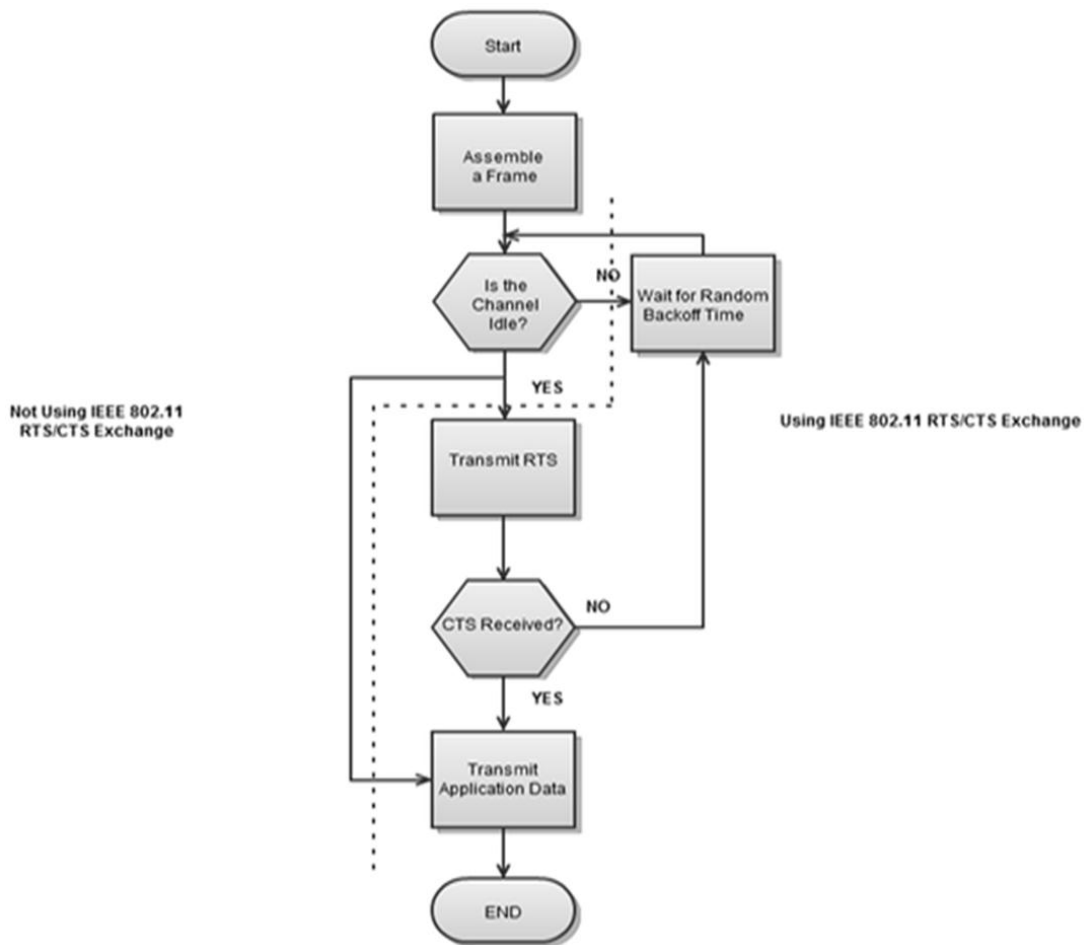 Start
Assemble
a Frame
Is the
Channel
Idle?
NO
Wait for Random
Backoff Time
YES
Not Using IEEE 802.11
RTS/CTS Exchange
Using IEEE 802.11 RTS/CTS Exchange
Transmit RTS
CTS Received?
NO
YES
Transmit
Application Data
END